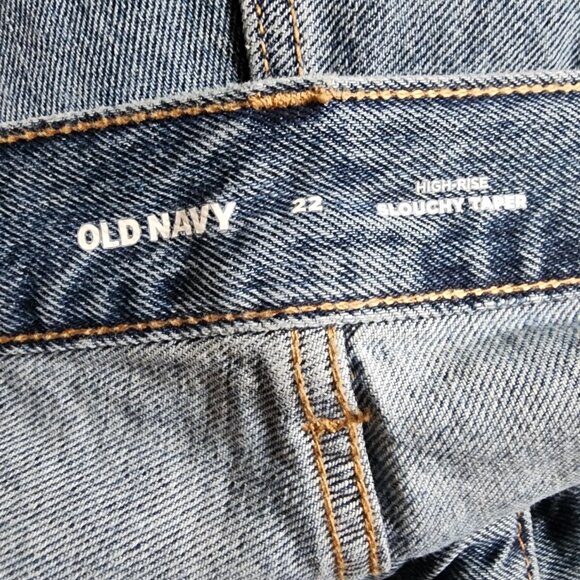 OLD NAVY
22
HIGH-RISE
SLOUCHY TAPER